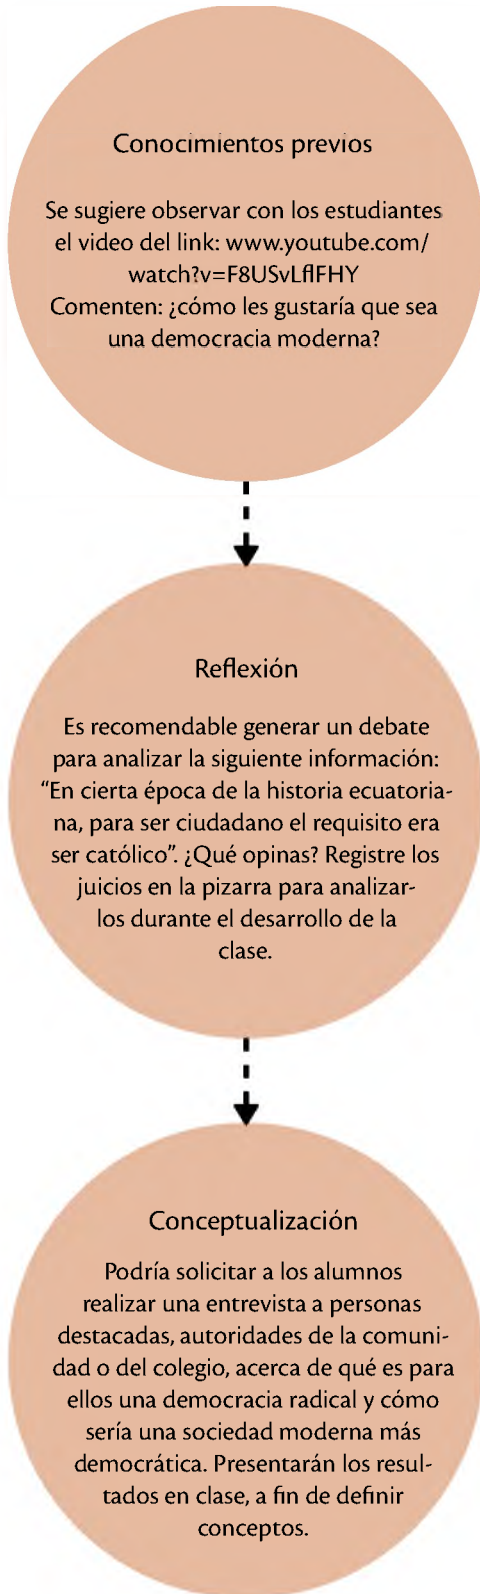 Conocimientos previos
Se sugiere observar con los estudiantes
el video del link: www.youtube.com/
watch?v=F8USvLflFHY
Comenten: ¿cómo les gustaría que sea
una democracia moderna?
Reflexión
Es recomendable generar un debate
para analizar la siguiente información:
“En cierta época de la historia ecuatoria-
na, para ser ciudadano el requisito era
ser católico”. ¿Qué opinas? Registre los
juicios en la pizarra para analizar-
los durante el desarrollo de la
clase.
Conceptualización
Podría solicitar a los alumnos
realizar una entrevista a personas
destacadas, autoridades de la comuni-
dad o del colegio, acerca de qué es para
ellos una democracia radical y cómo
sería una sociedad moderna más
democrática. Presentarán los resul-
tados en clase, a fin de definir
conceptos.